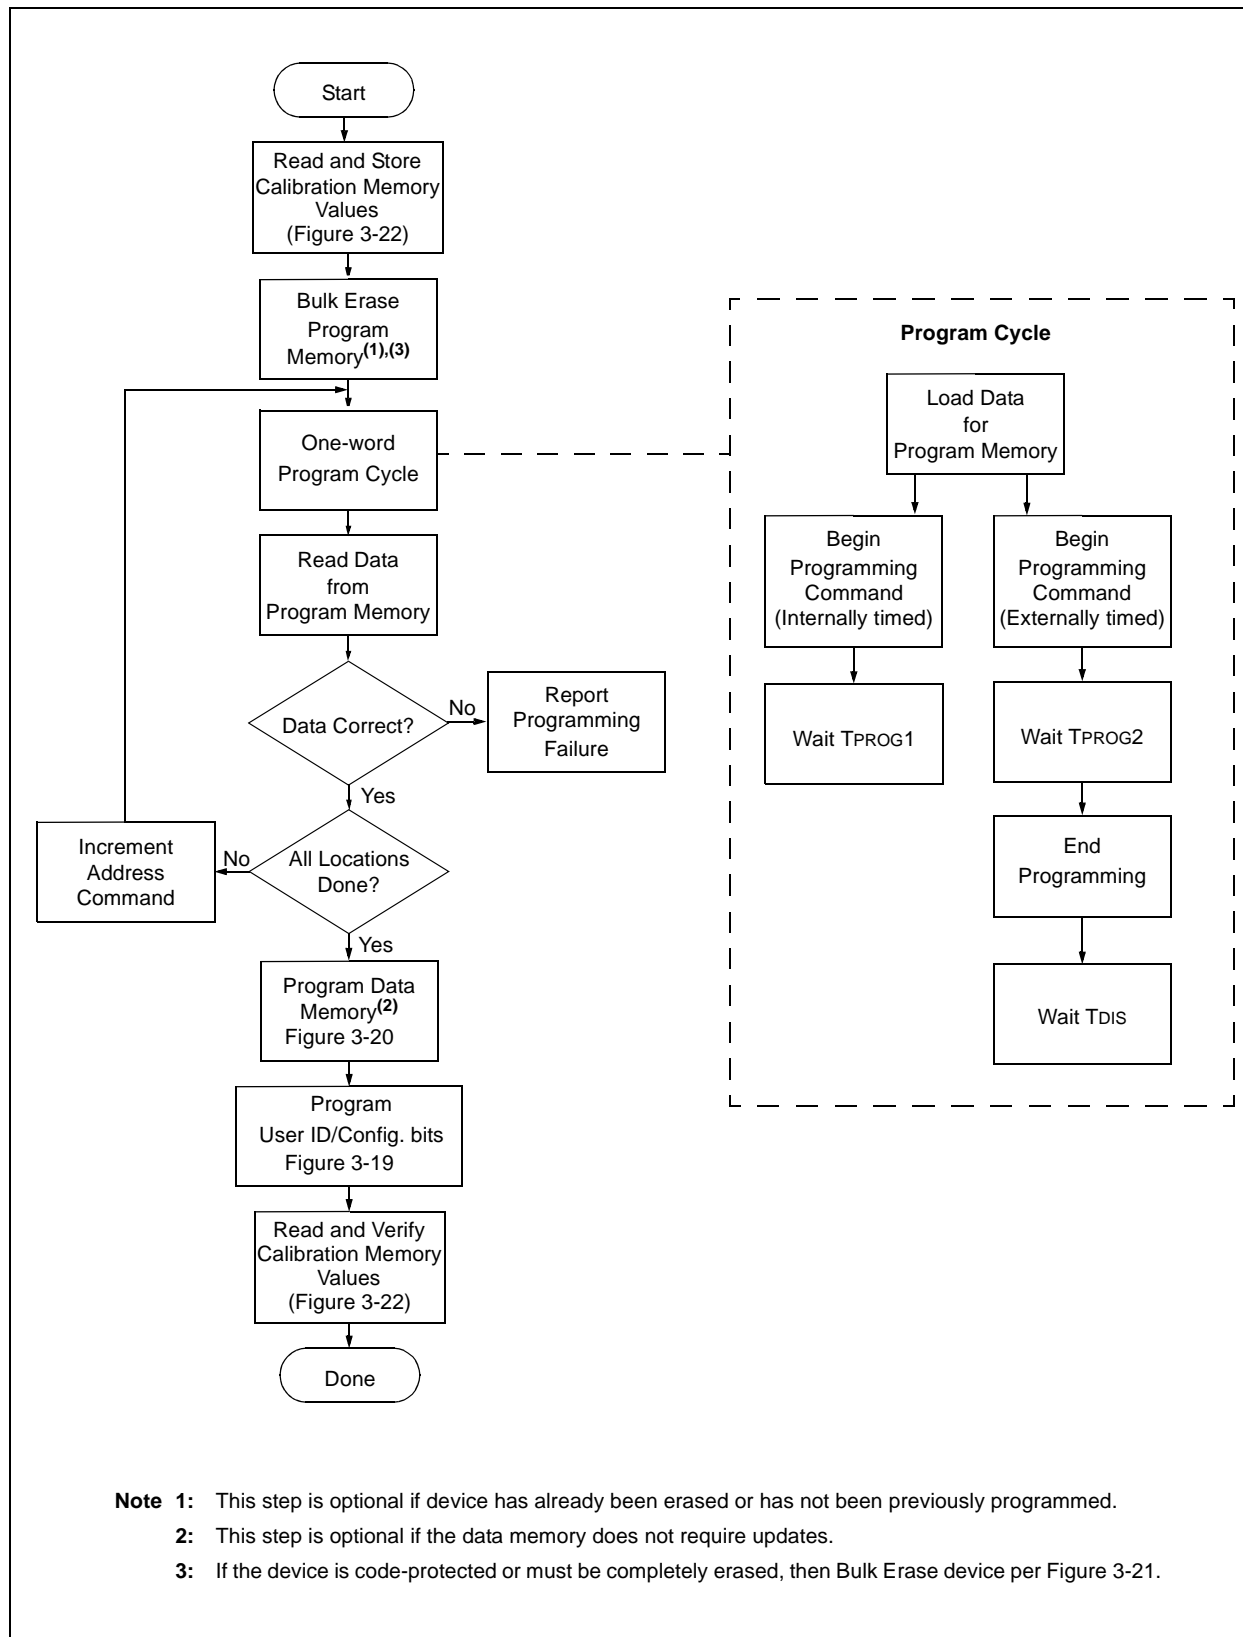 Start
Read and Store
Calibration Memory
Values
(Figure 3-22)
Bulk Erase
Program
Memory(1),(3)
One-word
Program Cycle
Read Data
from
Program Memory
Data Correct?
No
Report
Programming
Failure
Yes
All Locations
Done?
No
Increment
Address
Command
Yes
Program Data
Memory(2)
Figure 3-20
Program
User ID/Config. bits
Figure 3-19
Read and Verify
Calibration Memory
Values
(Figure 3-22)
Done
Program Cycle
Load Data
for
Program Memory
Begin
Programming
Command
(Internally timed)
Wait TPROG1
Begin
Programming
Command
(Externally timed)
Wait TPROG2
End
Programming
Wait TDIS
Note 1: This step is optional if device has already been erased or has not been previously programmed.
2: This step is optional if the data memory does not require updates.
3: If the device is code-protected or must be completely erased, then Bulk Erase device per Figure 3-21.